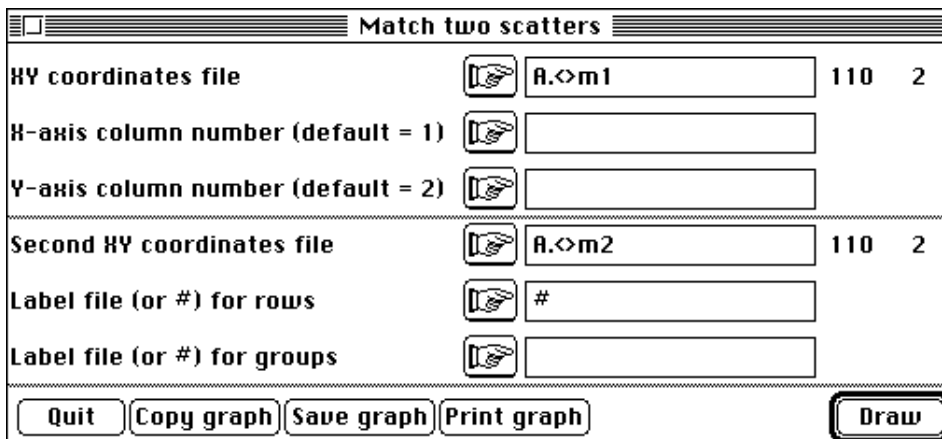 Match two scatters
XY coordinates file A.<>m1 110 2
X-axis column number (default = 1)
Y-axis column number (default = 2)
Second XY coordinates file A.<>m2 110 2
Label file (or #) for rows #
Label file (or #) for groups
Quit Copy graph Save graph Print graph Draw